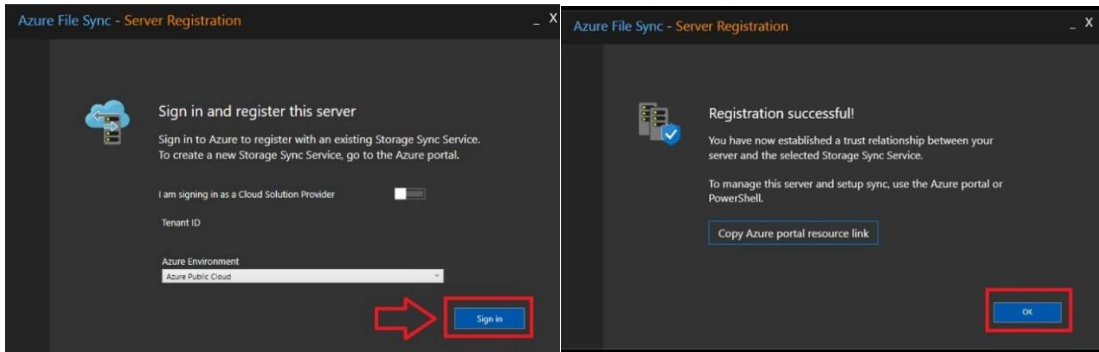 Azure File Sync - Server Registration
_ X
Sign in and register this server
Sign in to Azure to register with an existing Storage Sync Service.
To create a new Storage Sync Service, go to the Azure portal.
I am signing in as a Cloud Solution Provider
Tenant ID
Azure Environment
Azure Public Cloud
Sign in
Azure File Sync - Server Registration
_ X
Registration successful!
You have now established a trust relationship between your
server and the selected Storage Sync Service.
To manage this server and setup sync, use the Azure portal or
PowerShell.
Copy Azure portal resource link
OK